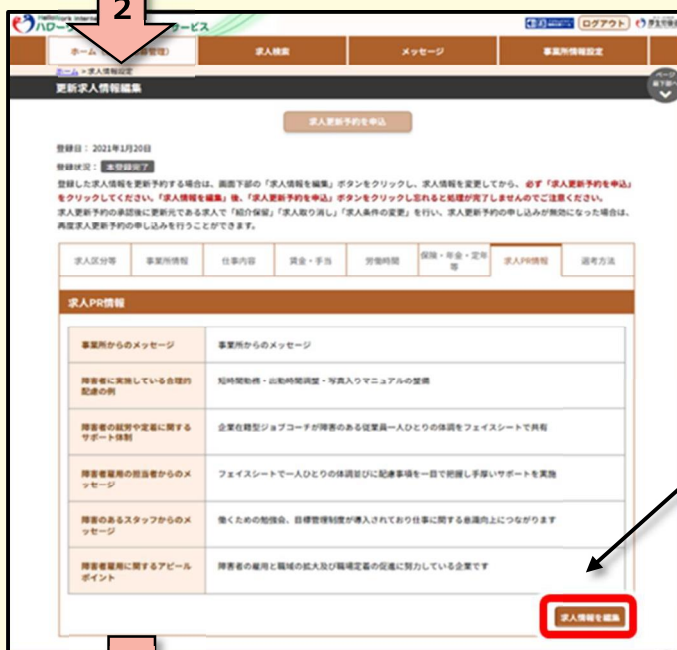 2
ログアウト
求人検索
メッセージ
事業所情報設定
ホーム > 求人情報設定
更新求人情報編集
求人更新予約を申込
登録日：2021年1月20日
登録状況： 本登録完了
登録した求人情報を更新予約する場合は、画面下部の「求人情報を編集」ボタンをクリックし、求人情報を変更してから、必ず「求人更新予約を申込」
をクリックしてください。「求人情報を編集」後、「求人更新予約を申込」ボタンをクリックし忘れると処理が完了しませんのでご注意ください。
求人更新予約の承認後に更新元である求人で「紹介保留」「求人取り消し」「求人条件の変更」を行い、求人更新予約の申し込みが無効になった場合は、
再度求人更新予約の申し込みを行うことができます。
求人区分等
事業所情報
仕事内容
賃金・手当
労働時間
保険・年金・定年
等
求人PR情報
選考方法
求人PR情報
事業所からのメッセージ
事業所からのメッセージ
障害者に実施している合理的
配慮の例
短時間勤務・出勤時間調整・写真入りマニュアルの整備
障害者の就労や定着に関する
サポート体制
企業在籍型ジョブコーチが障害のある従業員一人ひとりの体調をフェイスシートで共有
障害者雇用の担当者からのメ
ッセージ
フェイスシートで一人ひとりの体調並びに配慮事項を一目で把握し手厚いサポートを実施
障害のあるスタッフからのメ
ッセージ
働くための勉強会、目標管理制度が導入されており仕事に関する意識向上につながります
障害者雇用に関するアピール
ポイント
障害者の雇用と職域の拡大及び職場定着の促進に努力している企業です
求人情報を編集